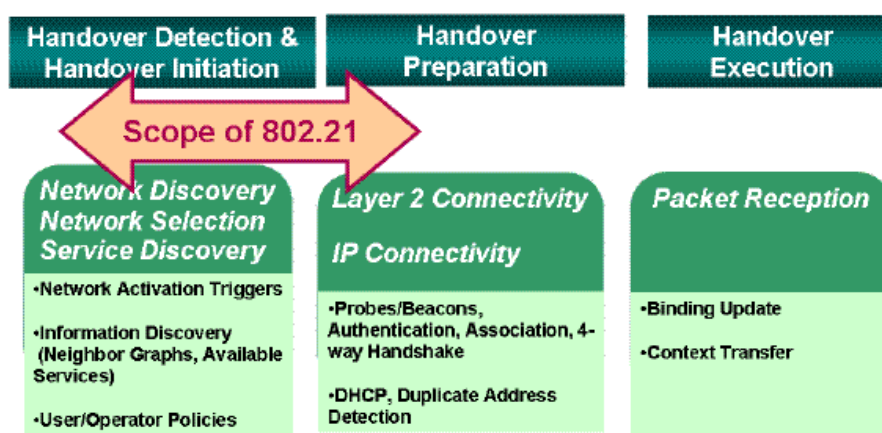 Handover Detection &
Handover Initiation
Handover
Preparation
Handover
Execution
Scope of 802.21
Network Discovery
Network Selection
Service Discovery
•Network Activation Triggers
•Information Discovery
(Neighbor Graphs, Available
Services)
•User/Operator Policies
Layer 2 Connectivity
IP Connectivity
•Probes/Beacons,
Authentication, Association, 4-
way Handshake
•DHCP, Duplicate Address
Detection
Packet Reception
•Binding Update
•Context Transfer